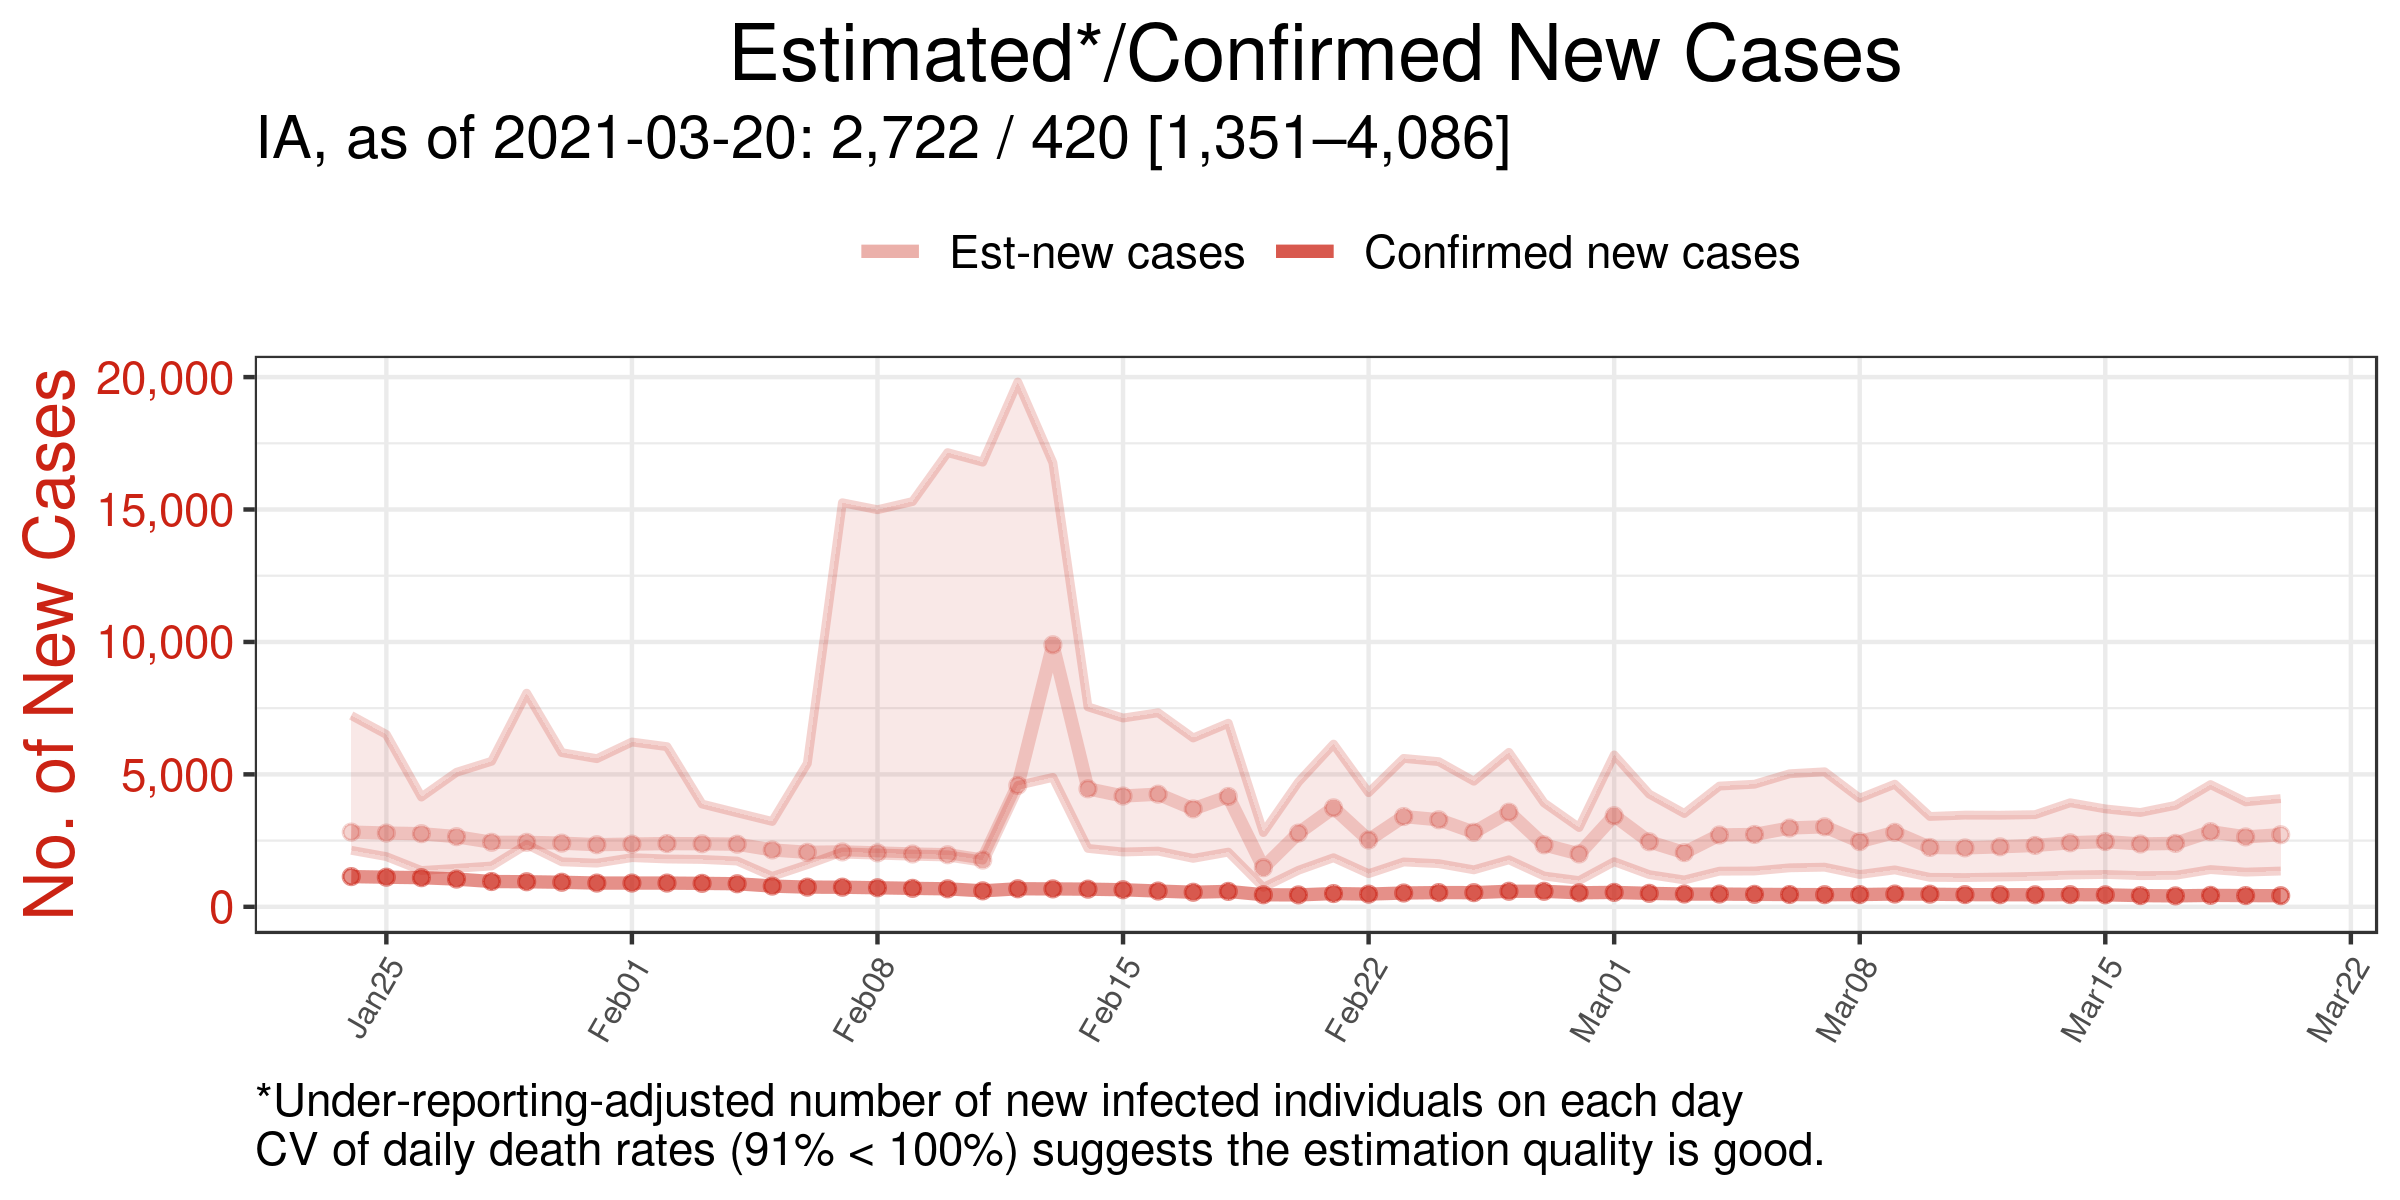 Estimated*/Confirmed New Cases
IA, as of 2021-03-20: 2,722 / 420 [1,351–4,086]
Est-new cases
Confirmed new cases
No. of New Cases
20,000
15,000
10,000
5,000
0
Jan25
Feb01
Feb08
Feb15
Feb22
Mar01
Mar08
Mar15
Mar22
*Under-reporting-adjusted number of new infected individuals on each day
CV of daily death rates (91% < 100%) suggests the estimation quality is good.